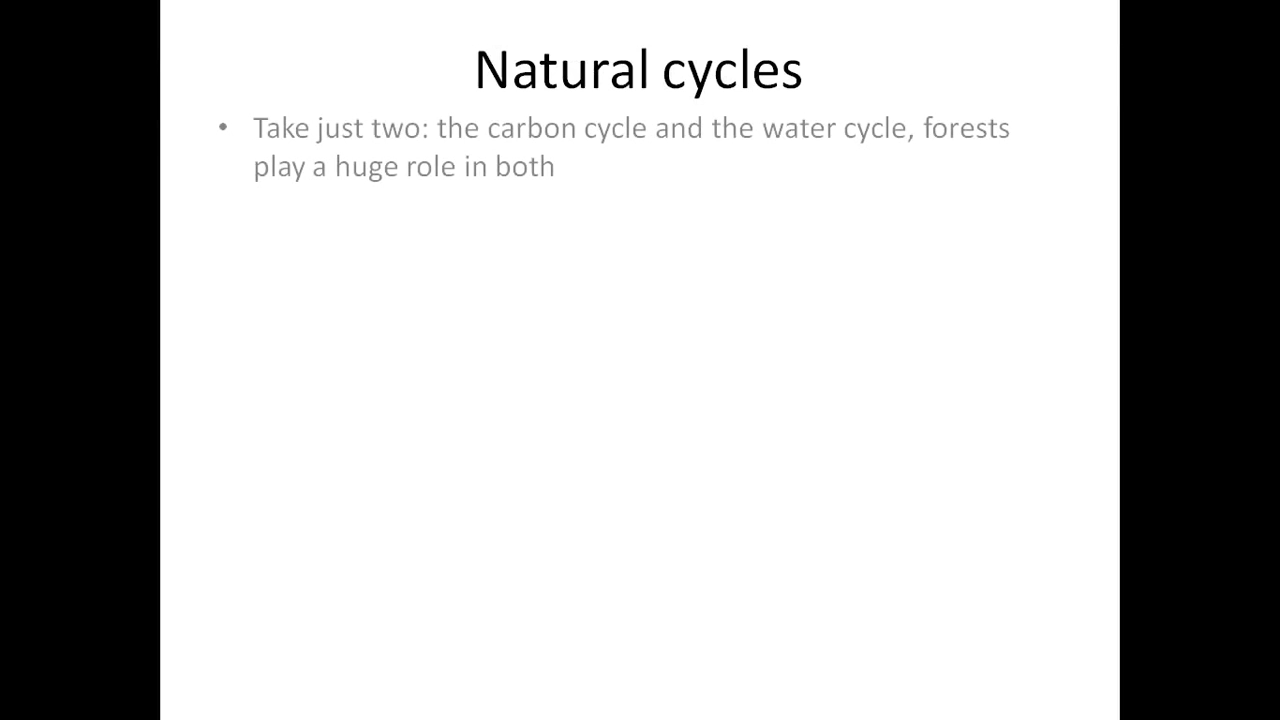 Natural cycles
• Take just two: the carbon cycle and the water cycle, forests
play a huge role in both